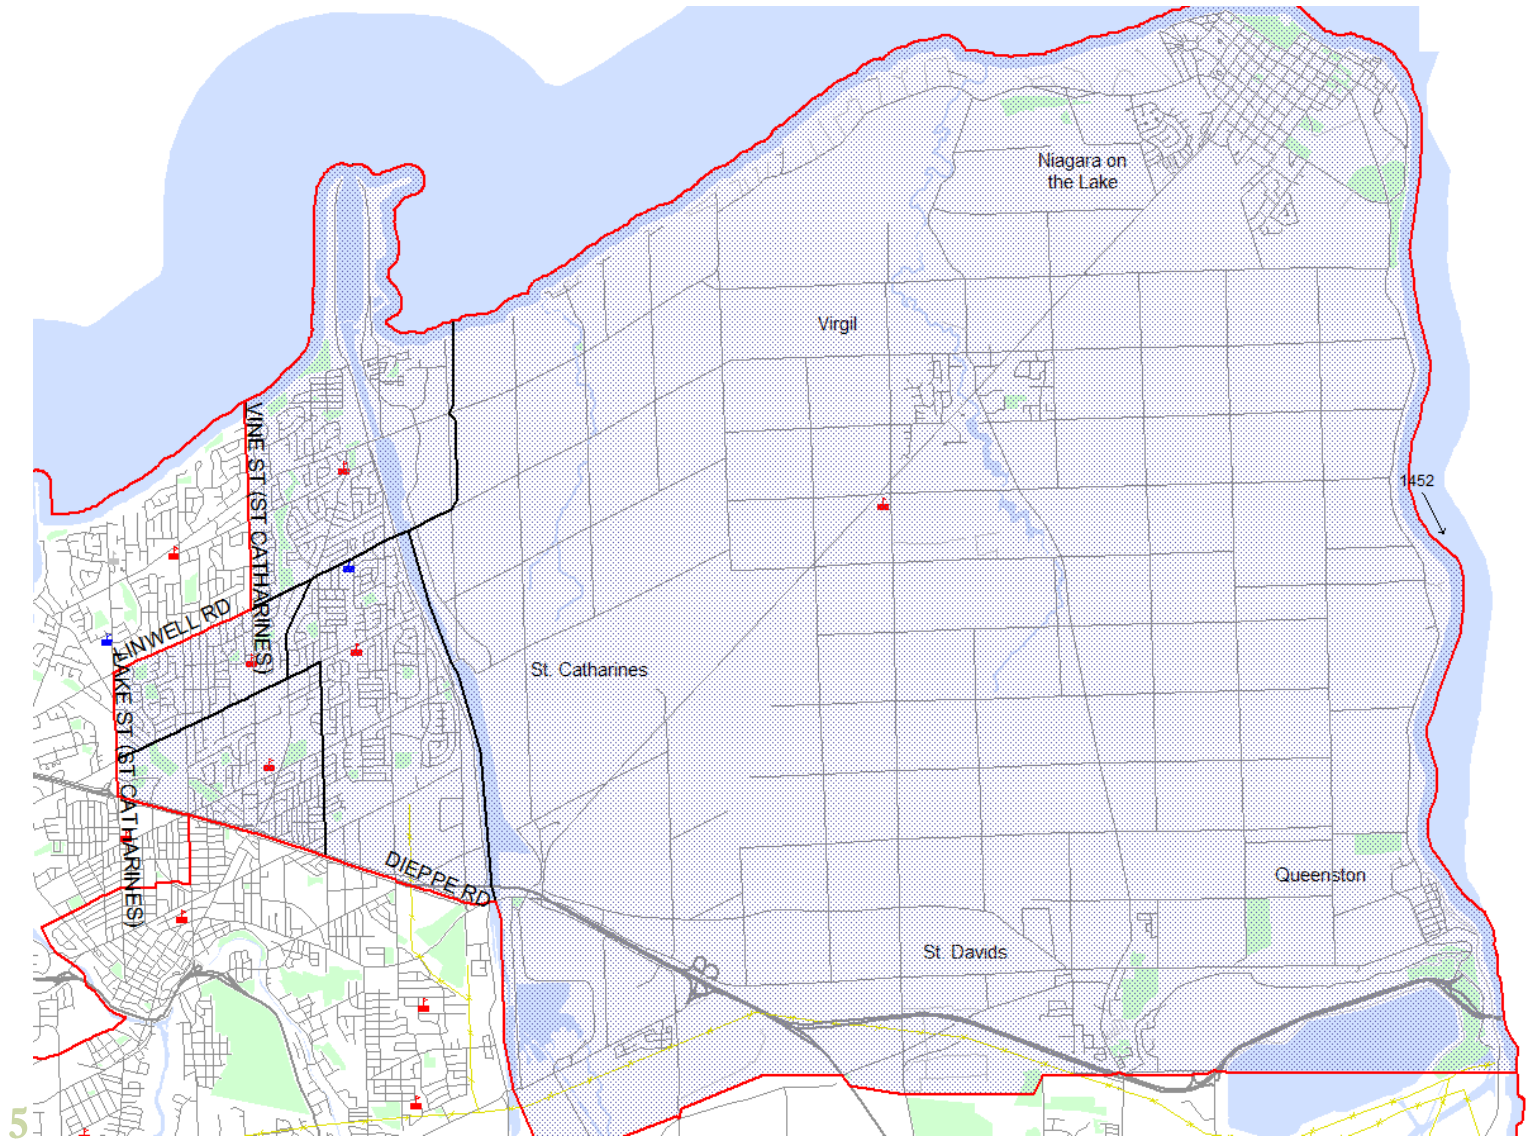 Niagara on
the Lake
Virgil
VINE ST (ST CATHARINES)
1452
LINWELL RD
LAKE ST (ST CATHARINES)
St. Catharines
DIEPPE RD
Queenston
St. Davids
5